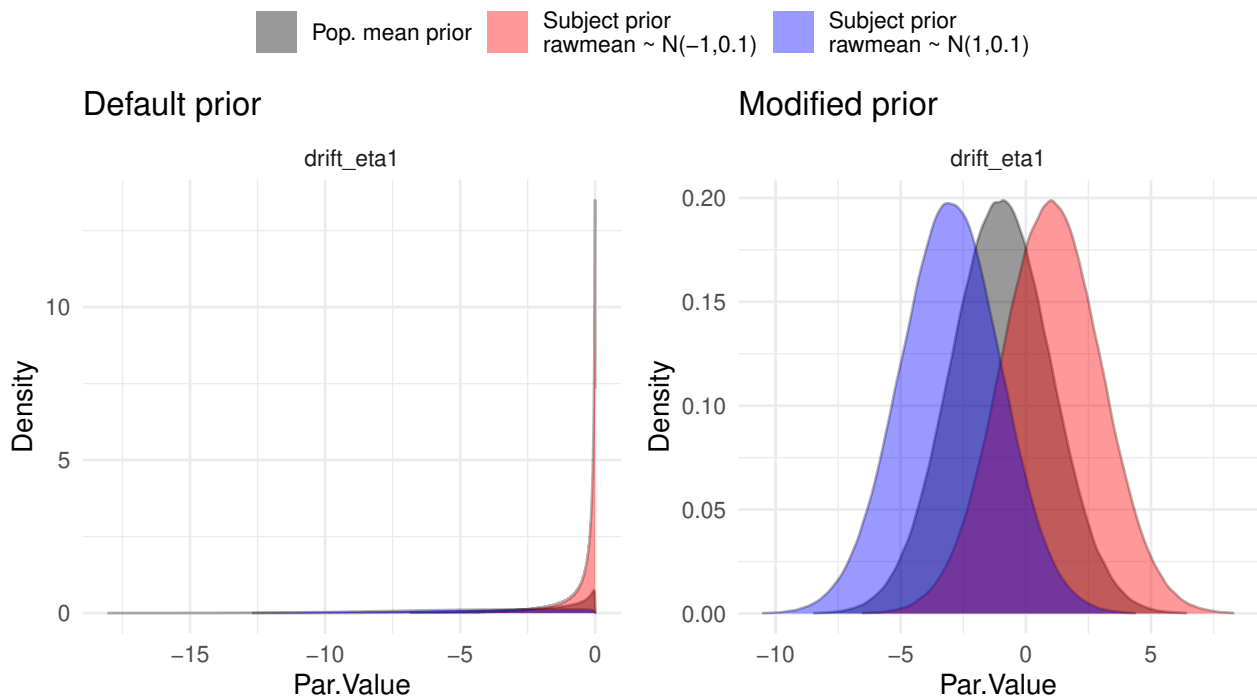 Pop. mean prior
Subject prior
rawmean ~ N(−1,0.1)
Subject prior
rawmean ~ N(1,0.1)
Default prior
drift_eta1
Density
10
5
0
−15
−10
−5
0
Par.Value
Modified prior
drift_eta1
Density
0.20
0.15
0.10
0.05
0.00
−10
−5
0
5
Par.Value